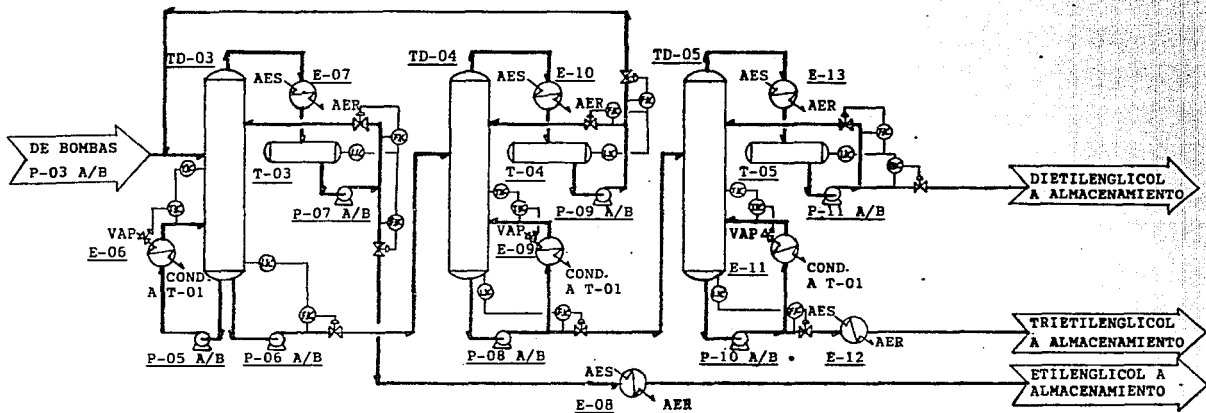 TD-03
TD-04
TD-05
E-07
E-10
E-13
AES
AES
AES
AER
AER
AER
DE BOMBAS
P-03 A/B
T-03
T-04
T-05
LC
LC
P-07 A/B
P-09 A/B
P-11 A/B
DIETILENGLICOL
A ALMACENAMIENTO
VAP
VAP
VAP
E-06
E-09
E-11
COND.
A T-01
COND.
A T-01
COND.
A T-01
P-05 A/B
P-06 A/B
P-08 A/B
P-10 A/B
AES
E-12
AER
TRIETILENGLICOL
A ALMACENAMIENTO
AES
E-08
AER
ETILENGLICOL A
ALMACENAMIENTO